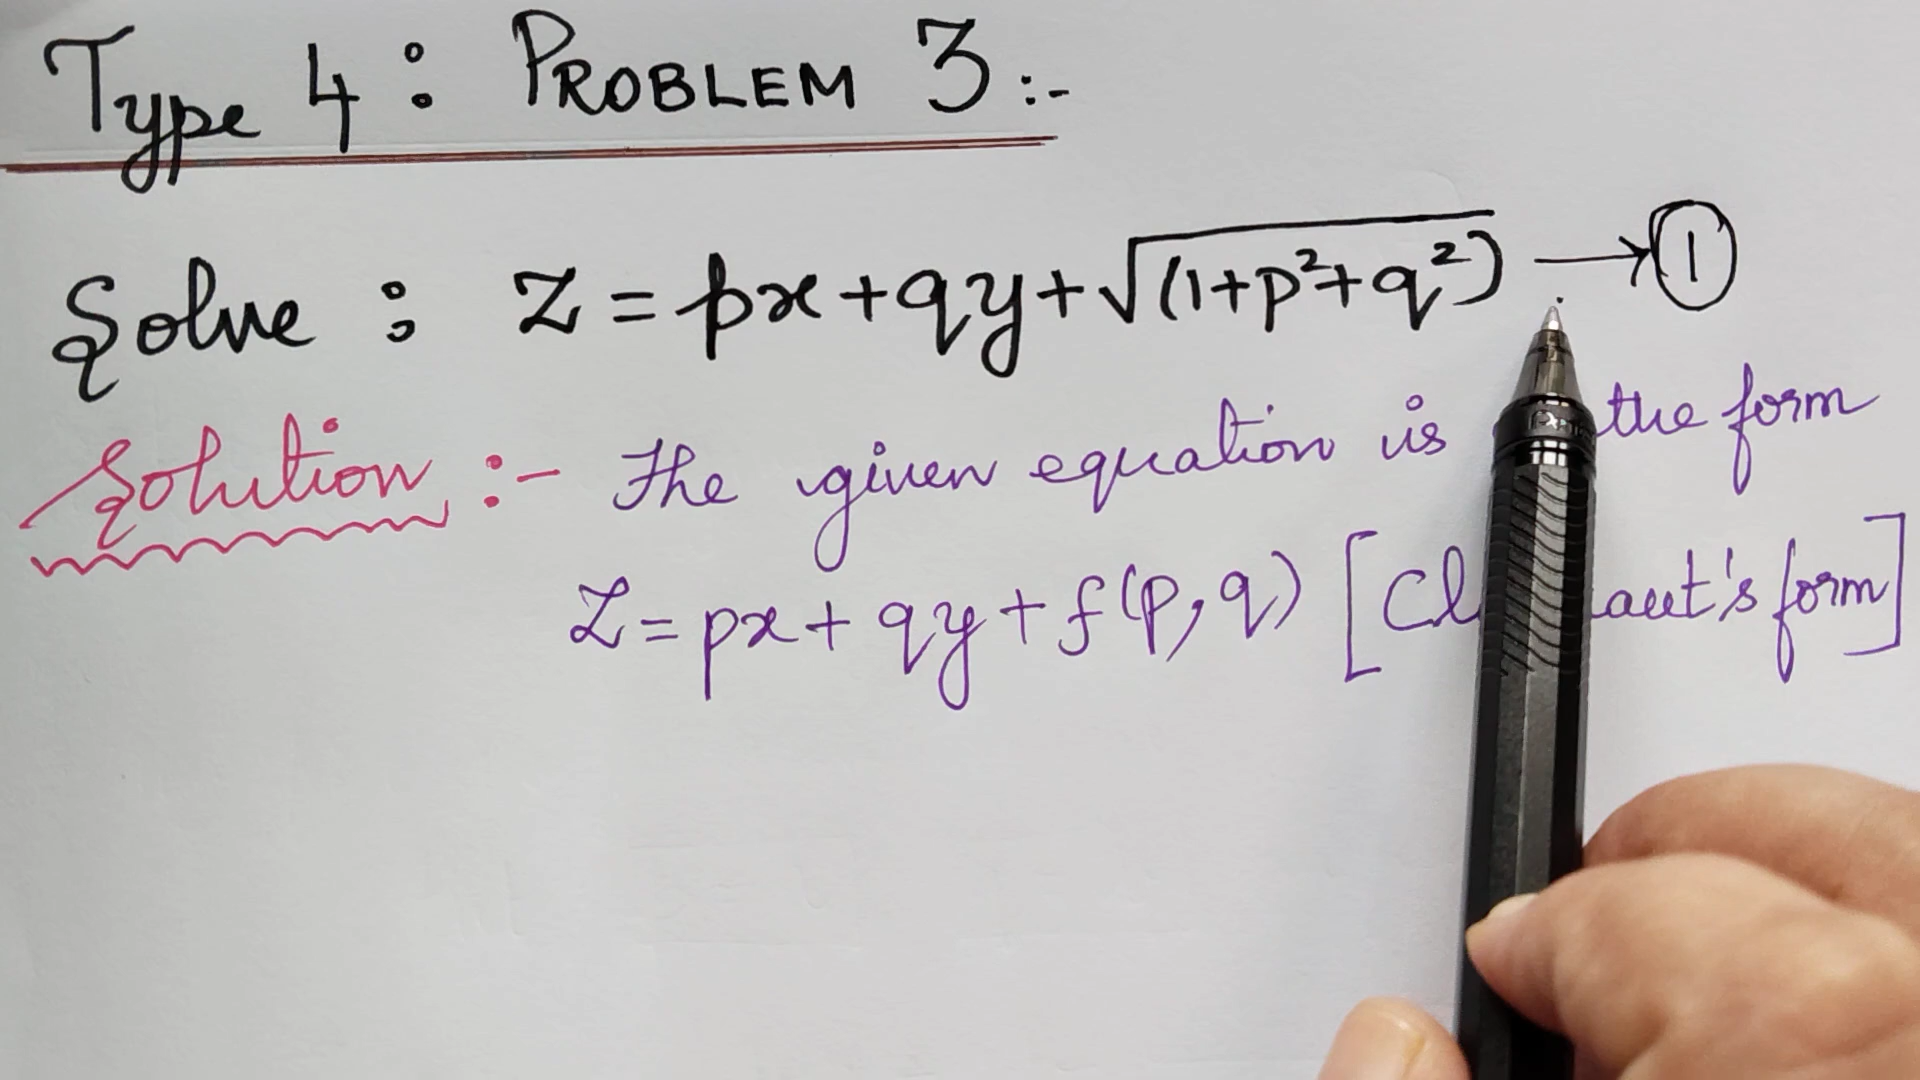 Type 4 : PROBLEM 3 :-
Solve : Z = px + qy + √(1+p²+q²) → ①
Solution :- The given equation is the form
Z = px + qy + f(p, q) [ form]